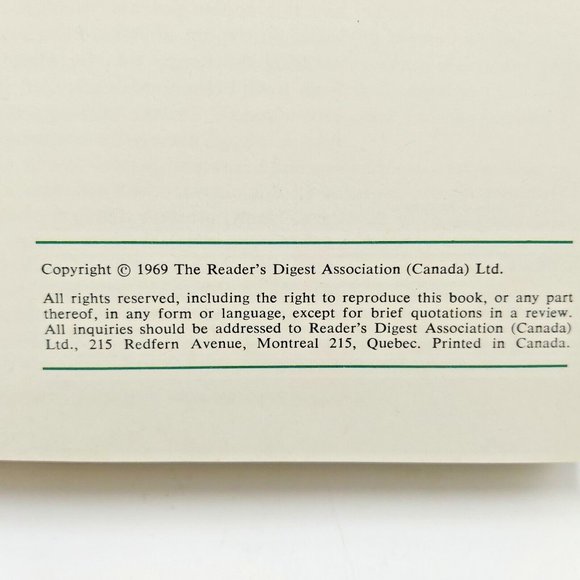 Copyright © 1969 The Reader's Digest Association (Canada) Ltd.
All rights reserved, including the right to reproduce this book, or any part
thereof, in any form or language, except for brief quotations in a review.
All inquiries should be addressed to Reader's Digest Association (Canada)
Ltd., 215 Redfern Avenue, Montreal 215, Quebec. Printed in Canada.